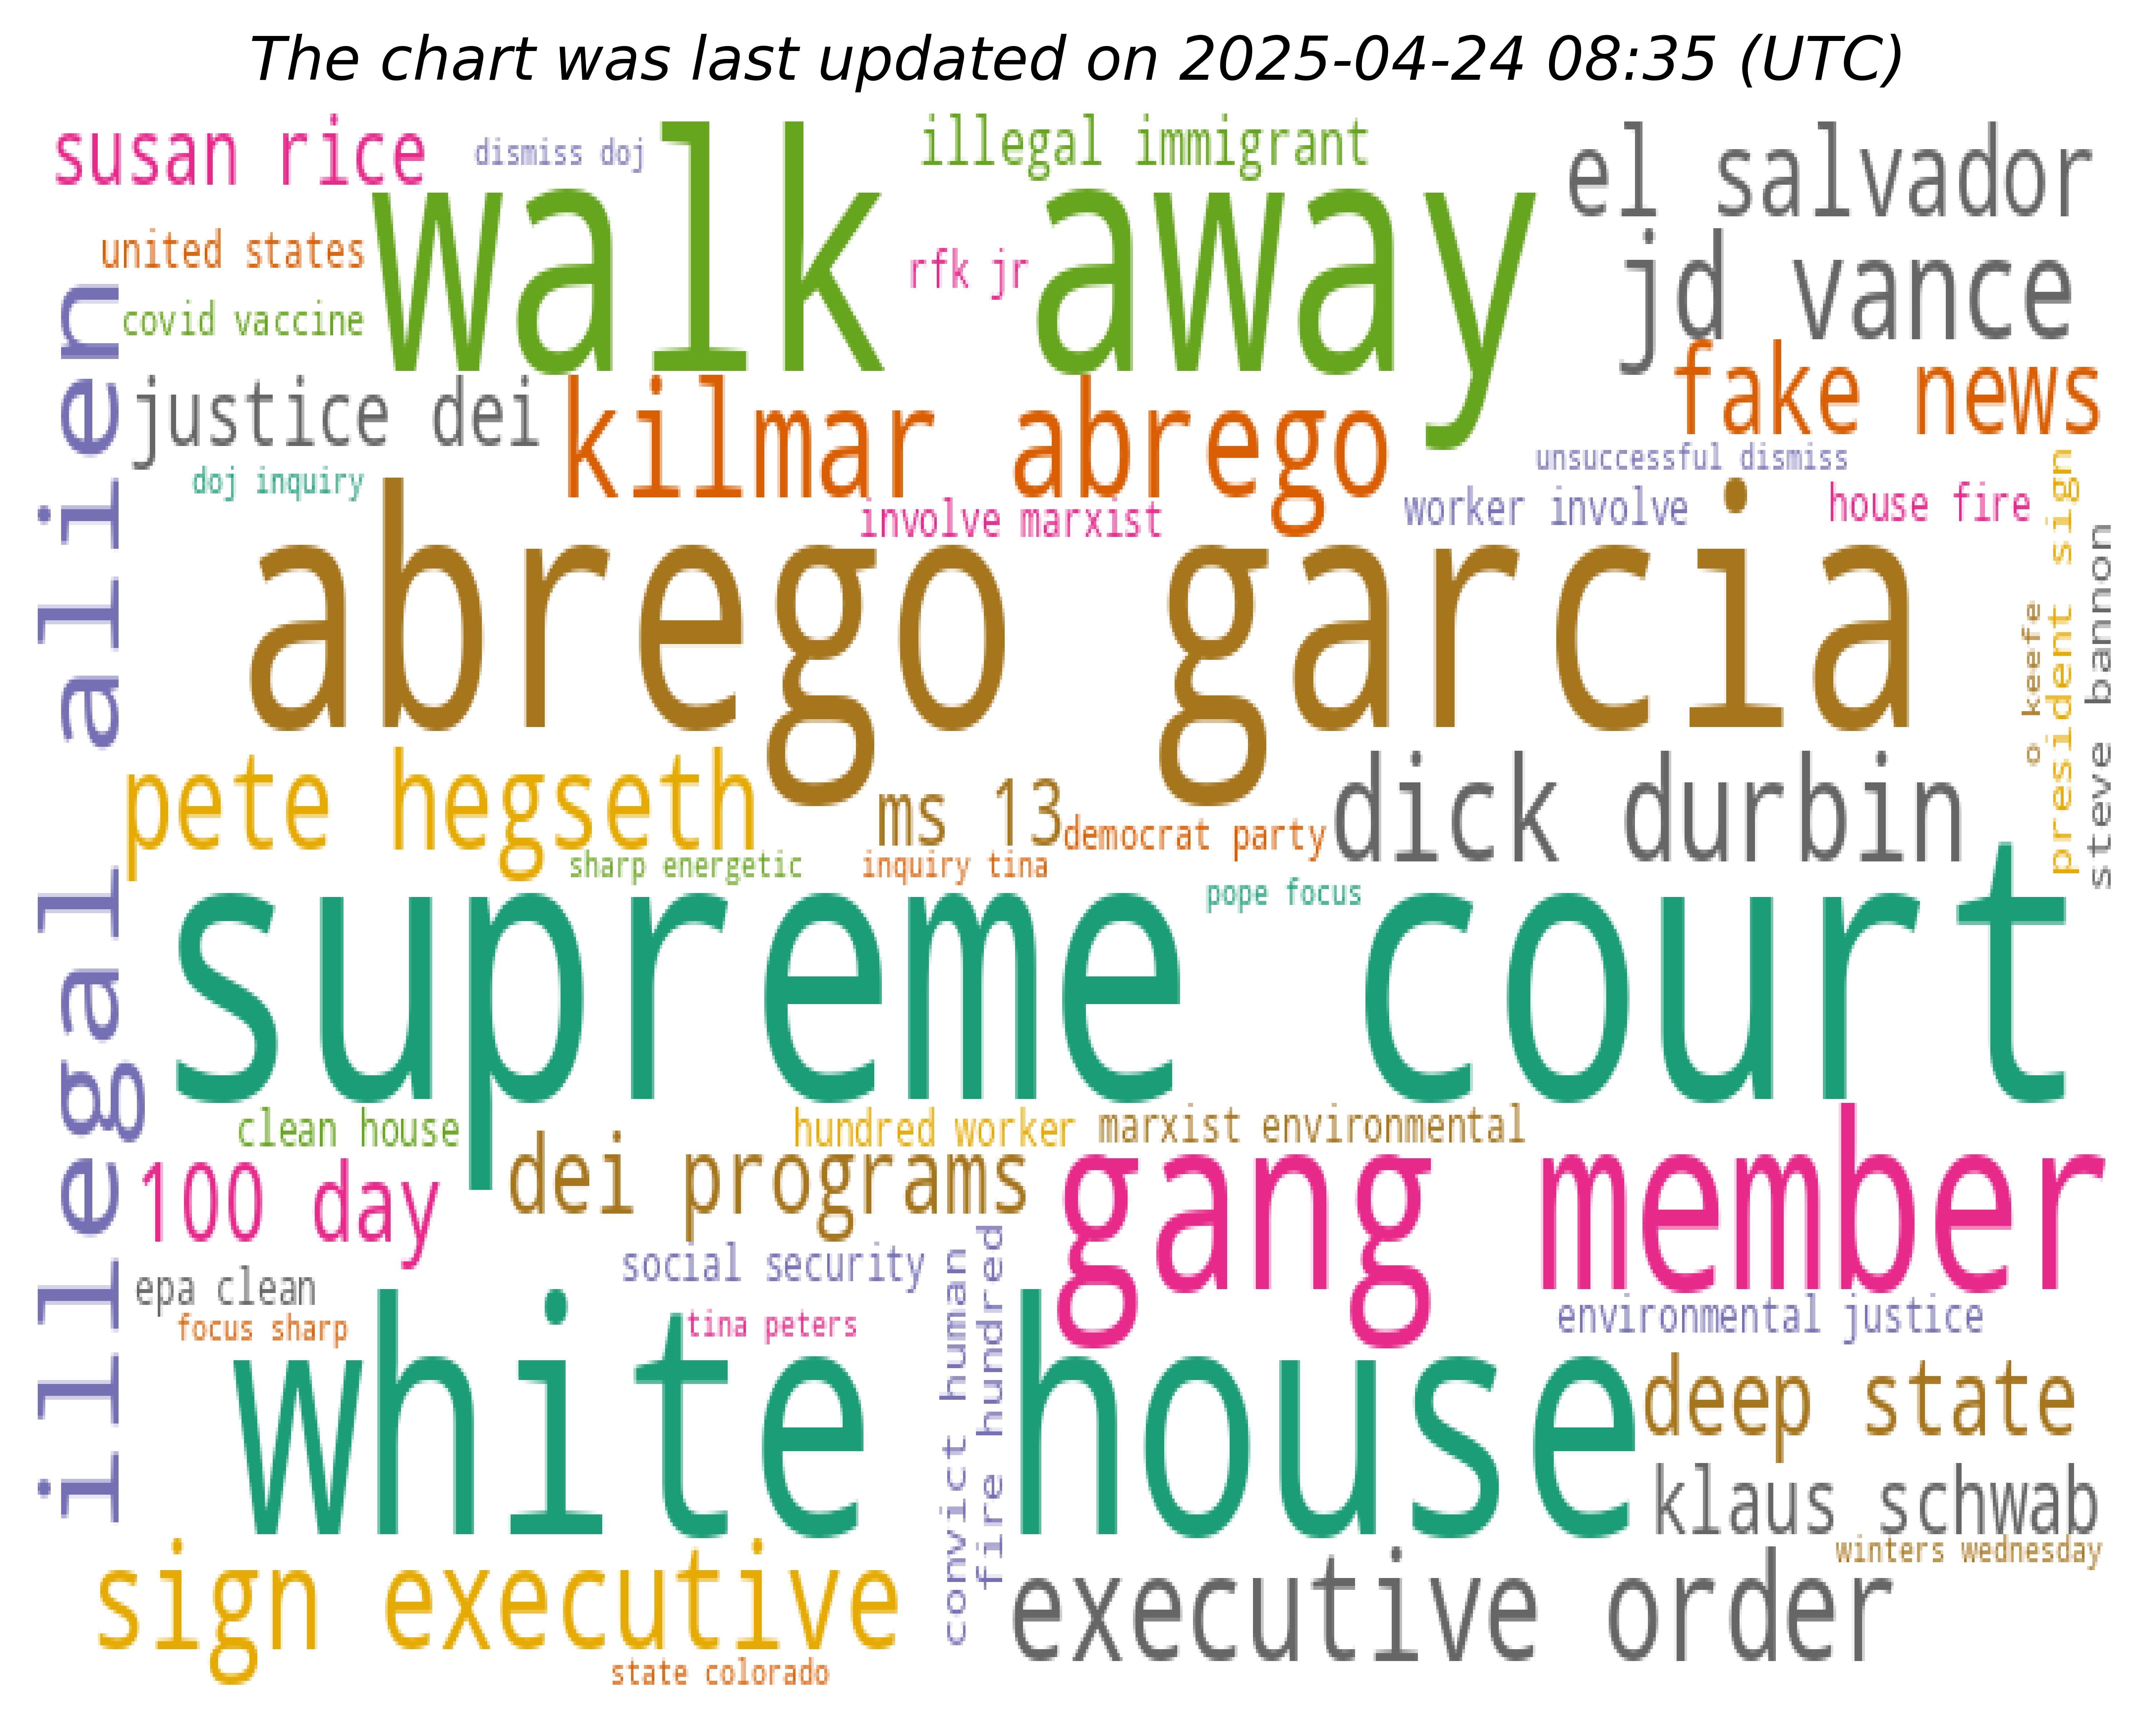 The chart was last updated on 2025-04-24 08:35 (UTC)
susan rice
dismiss doj
walk away
illegal immigrant
el salvador
united states
rfk jr
jd vance
covid vaccine
illegal alien
justice dei
kilmar abrego
fake news
doj inquiry
involve marxist
unsuccessful dismiss
worker involve
house fire
president sign
steve bannon
o keefe
abrego garcia
pete hegseth
ms 13
democrat party
dick durbin
sharp energetic
inquiry tina
pope focus
supreme court
clean house
hundred worker
marxist environmental
100 day
dei programs
gang member
social security
epa clean
focus sharp
tina peters
convict human
fire hundred
environmental justice
white house
deep state
klaus schwab
winters wednesday
sign executive
executive order
state colorado